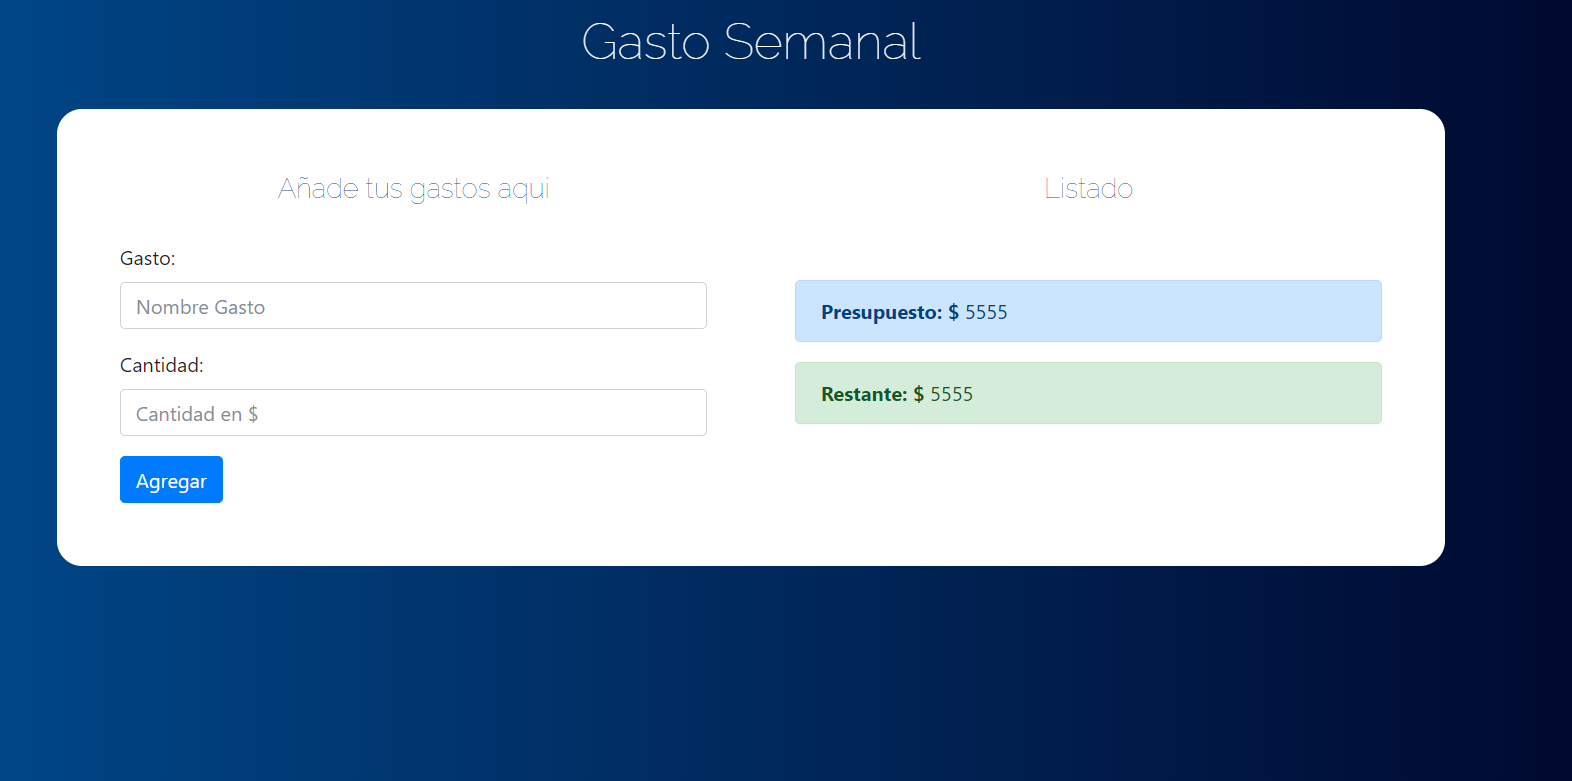 Gasto Semanal
Añade tus gastos aqui
Gasto:
Nombre Gasto
Cantidad:
Cantidad en $
Agregar
Listado
Presupuesto: $ 5555
Restante: $ 5555